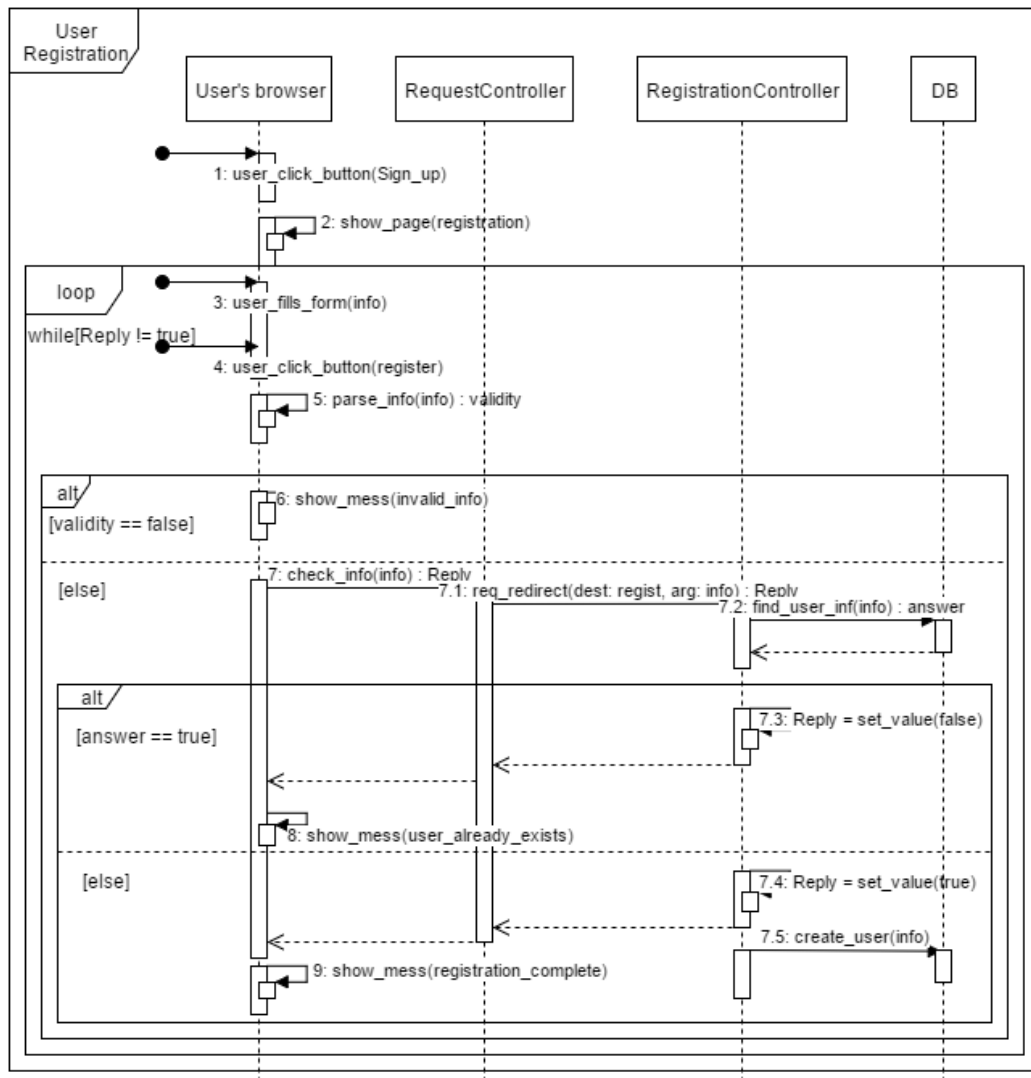 User
Registration
User's browser
RequestController
RegistrationController
DB
1: user_click_button(Sign_up)
2: show_page(registration)
loop
3: user_fills_form(info)
while[Reply != true]
4: user_click_button(register)
5: parse_info(info) : validity
alt
6: show_mess(invalid_info)
[validity == false]
7: check_info(info) : Reply
[else]
7.1: req_redirect(dest: regist, arg: info) : Reply
7.2: find_user_inf(info) : answer
alt
7.3: Reply = set_value(false)
[answer == true]
8: show_mess(user_already_exists)
[else]
7.4: Reply = set_value(true)
7.5: create_user(info)
9: show_mess(registration_complete)